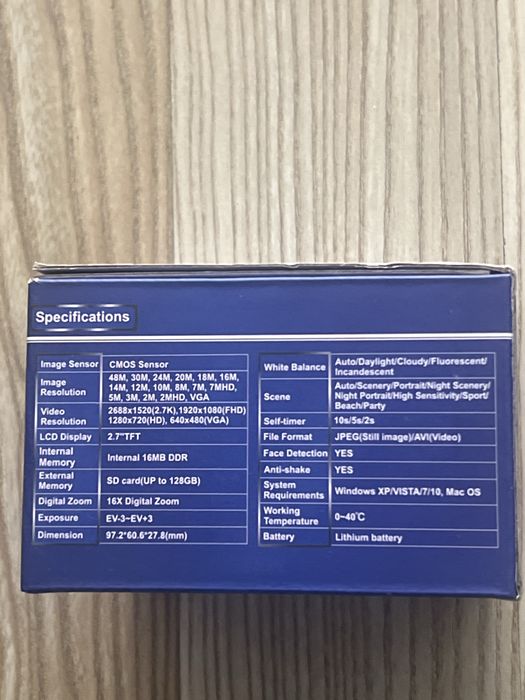 Specifications
Image Sensor CMOS Sensor
Image Resolution 48M, 30M, 24M, 20M, 18M, 16M,
14M, 12M, 10M, 8M, 7M, 7MHD,
5M, 3M, 2M, 2MHD, VGA
Video Resolution 2688x1520(2.7K),1920x1080(FHD)
1280x720(HD), 640x480(VGA)
LCD Display 2.7"TFT
Internal Memory Internal 16MB DDR
External Memory SD card(UP to 128GB)
Digital Zoom 16X Digital Zoom
Exposure EV-3~EV+3
Dimension 97.2*60.6*27.8(mm)
White Balance Auto/Daylight/Cloudy/Fluorescent/
Incandescent
Scene Auto/Scenery/Portrait/Night Scenery/
Night Portrait/High Sensitivity/Sport/
Beach/Party
Self-timer 10s/5s/2s
File Format JPEG(Still image)/AVI(Video)
Face Detection YES
Anti-shake YES
System Requirements Windows XP/VISTA/7/10, Mac OS
Working Temperature 0~40℃
Battery Lithium battery